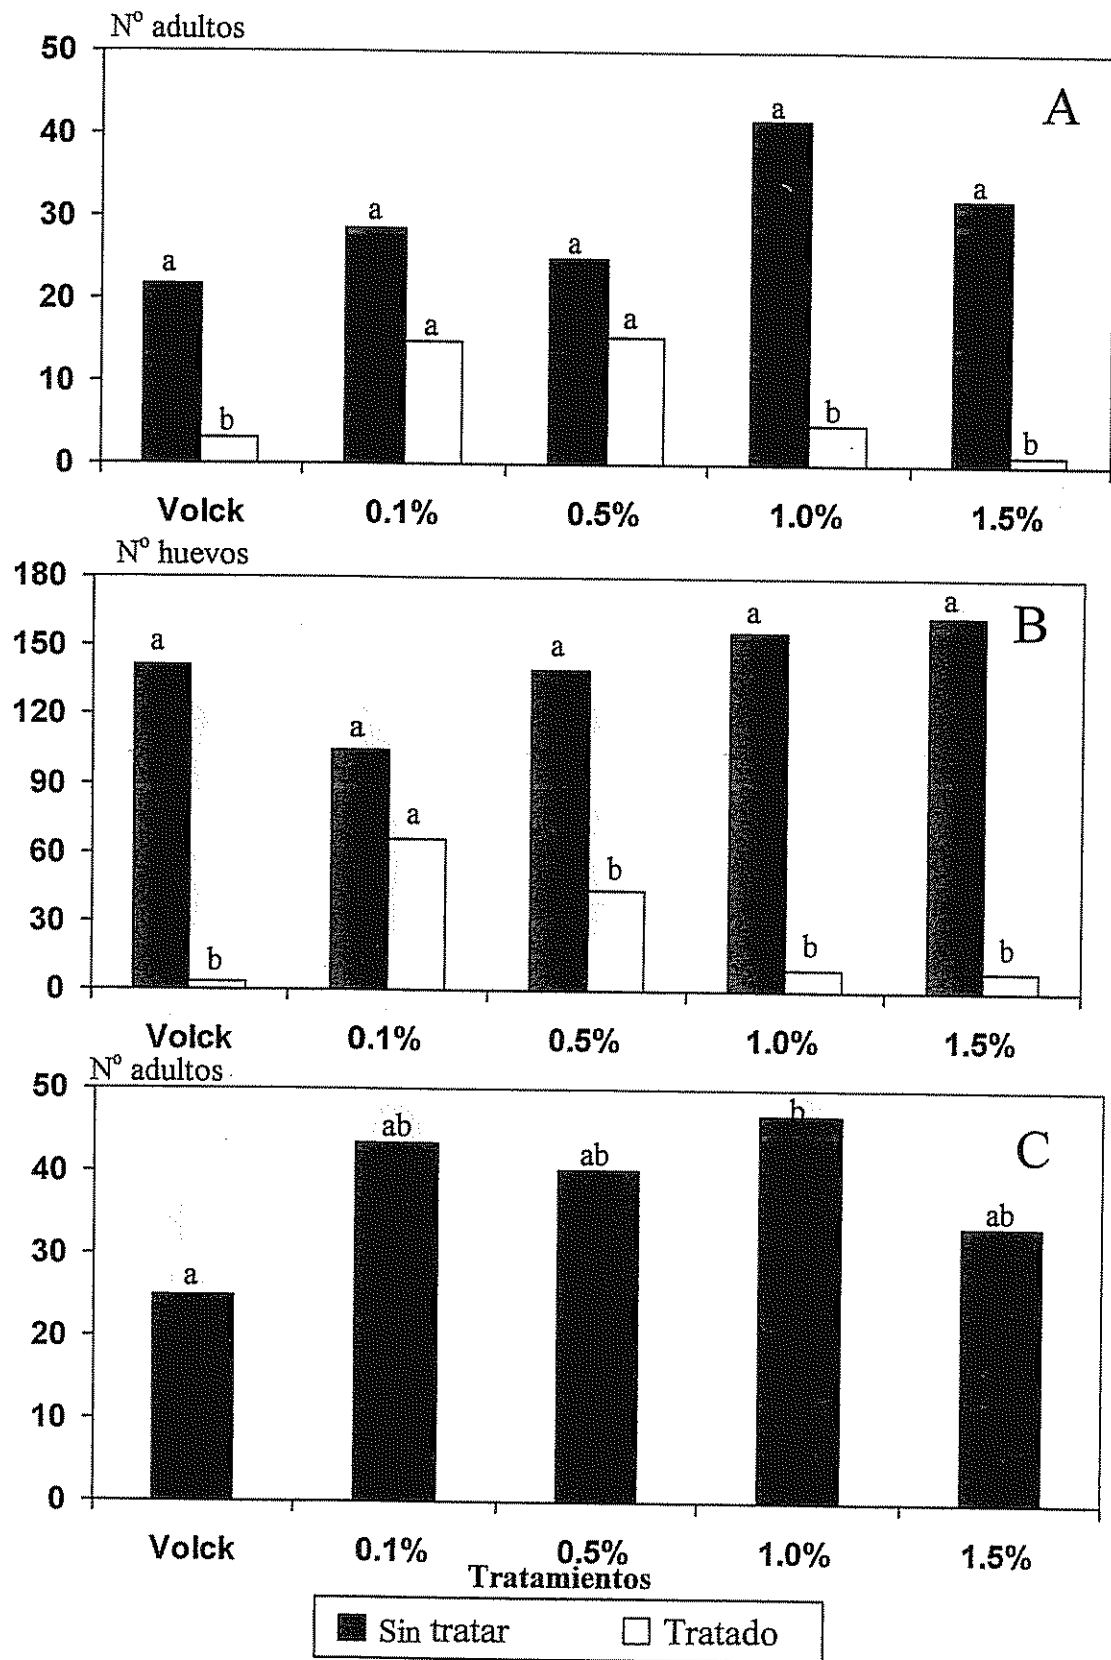 Nº adultos
50
A
40
30
20
10
0
a
b
a
a
a
a
a
b
a
b
Volck 0.1% 0.5% 1.0% 1.5%
Nº huevos
180
B
150
120
90
60
30
0
a
b
a
a
a
b
a
b
a
b
Volck 0.1% 0.5% 1.0% 1.5%
Nº adultos
50
C
40
30
20
10
0
a
ab
ab
b
ab
Volck 0.1% 0.5% 1.0% 1.5%
Tratamientos
Sin tratar Tratado